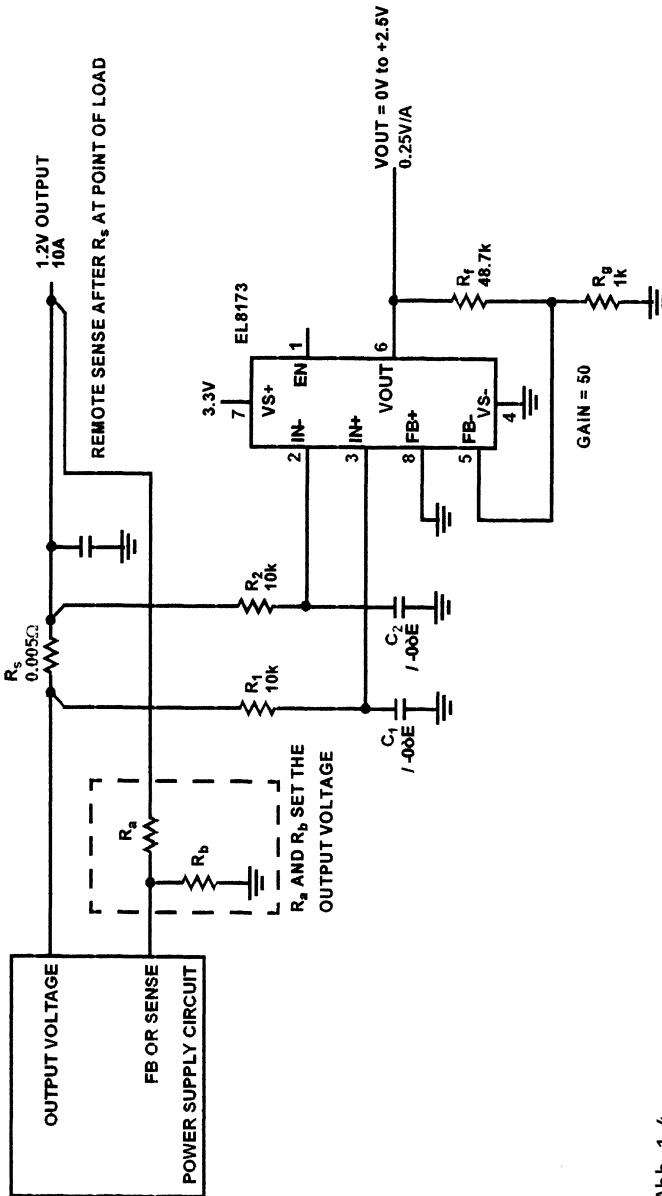 OUTPUT VOLTAGE
FB OR SENSE
POWER SUPPLY CIRCUIT
Ra
Rb
Ra AND Rb SET THE
OUTPUT VOLTAGE
Rs
0.005Ω
1.2V OUTPUT
10A
REMOTE SENSE AFTER Rs AT POINT OF LOAD
R1
10k
R2
10k
C1
C2
EL8173
3.3V
7
VS+
2
IN-
3
IN+
8
FB+
5
FB-
VS-
4
EN
1
VOUT
6
VOUT = 0V to +2.5V
0.25V/A
Rf
48.7k
Rg
1k
GAIN = 50